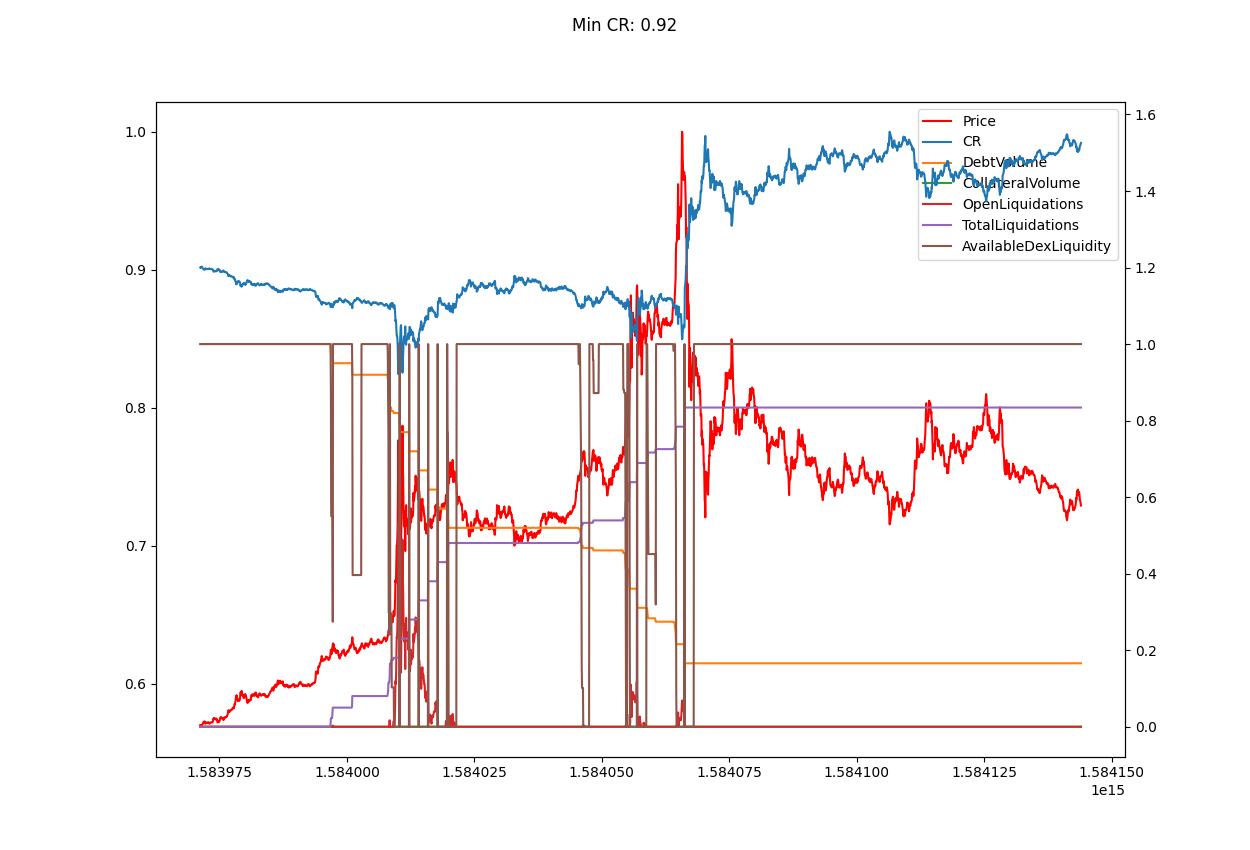 Min CR: 0.92
1.0
0.9
0.8
0.7
0.6
1.6
1.4
1.2
1.0
0.8
0.6
0.4
0.2
0.0
Price
CR
DebtVolume
CollateralVolume
OpenLiquidations
TotalLiquidations
AvailableDexLiquidity
1.583975 1.584000 1.584025 1.584050 1.584075 1.584100 1.584125 1.584150
1e15